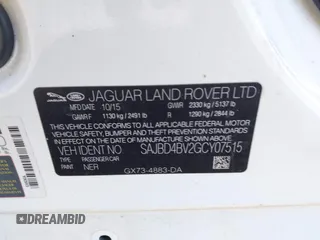 JAGUAR LAND ROVER LTD
MFD 10/15 GVWR 2330 kg / 5137 lb
GAWR F 1130 kg / 2491 lb R 1290 kg / 2844 lb
THIS VEHICLE CONFORMS TO ALL APPLICABLE FEDERAL MOTOR VEHICLE
SAFETY, BUMPER AND THEFT PREVENTION STANDARDS
IN EFFECT ON THE DATE OF MANUFACTURE SHOWN ABOVE
VEH IDENT NO SAJBD4BV2GCY07515
TYPE PASSENGER CAR
PAINT NER
GX73-4883-DA
DREAMBID
DREAMBID.COM